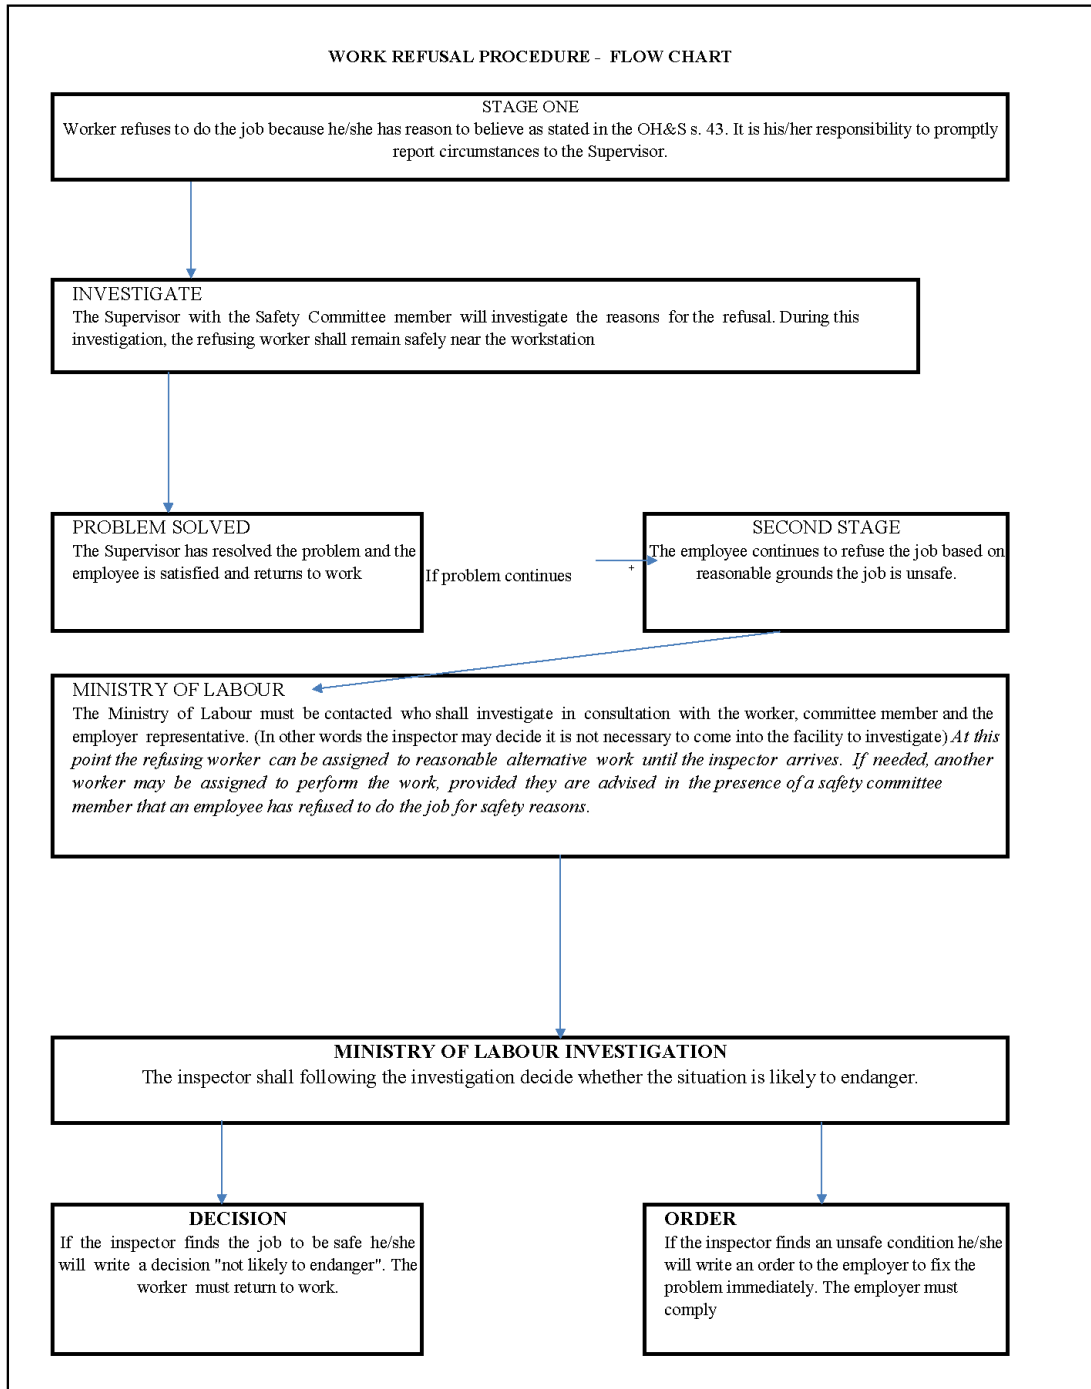 WORK REFUSAL PROCEDURE - FLOW CHART
STAGE ONE
Worker refuses to do the job because he/she has reason to believe as stated in the OH&S s. 43. It is his/her responsibility to promptly
report circumstances to the Supervisor.
INVESTIGATE
The Supervisor with the Safety Committee member will investigate the reasons for the refusal. During this
investigation, the refusing worker shall remain safely near the workstation
PROBLEM SOLVED
The Supervisor has resolved the problem and the
employee is satisfied and returns to work
If problem continues
+
SECOND STAGE
The employee continues to refuse the job based on
reasonable grounds the job is unsafe.
MINISTRY OF LABOUR
The Ministry of Labour must be contacted who shall investigate in consultation with the worker, committee member and the
employer representative. (In other words the inspector may decide it is not necessary to come into the facility to investigate) At this
point the refusing worker can be assigned to reasonable alternative work until the inspector arrives. If needed, another
worker may be assigned to perform the work, provided they are advised in the presence of a safety committee
member that an employee has refused to do the job for safety reasons.
MINISTRY OF LABOUR INVESTIGATION
The inspector shall following the investigation decide whether the situation is likely to endanger.
DECISION
If the inspector finds the job to be safe he/she
will write a decision "not likely to endanger". The
worker must return to work.
ORDER
If the inspector finds an unsafe condition he/she
will write an order to the employer to fix the
problem immediately. The employer must
comply